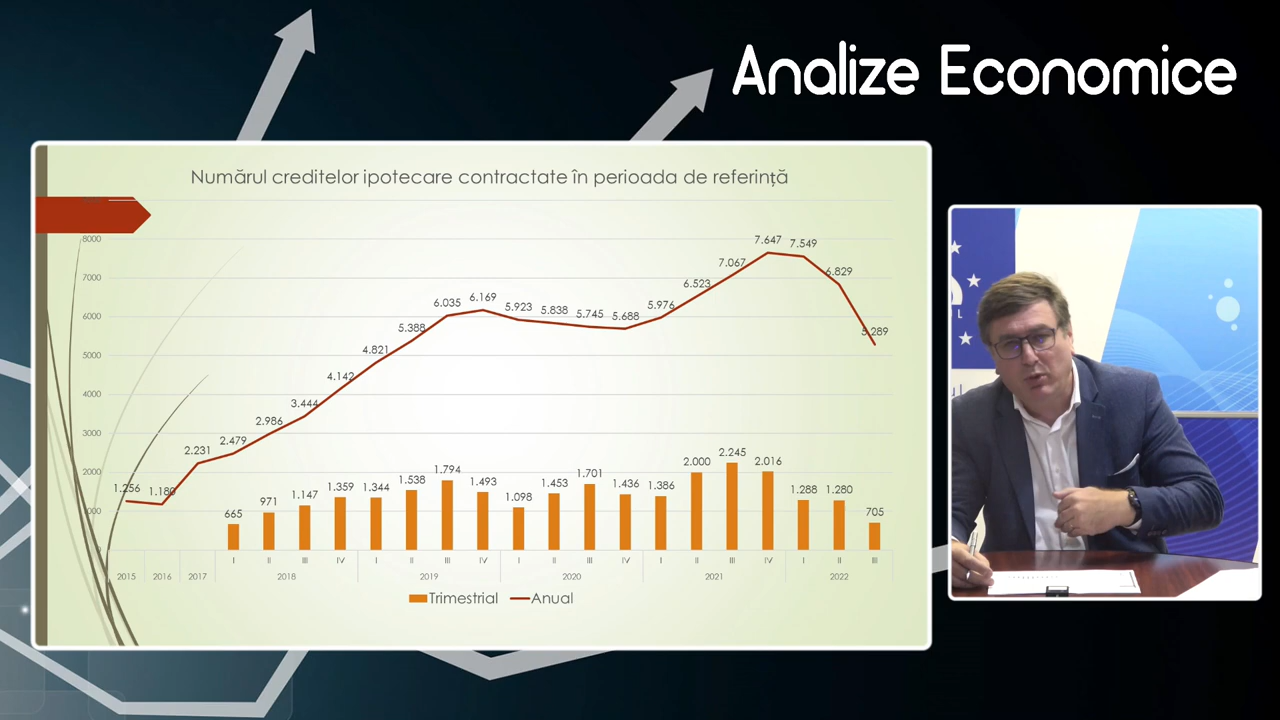 Analize Economice
Numărul creditelor ipotecare contractate în perioada de referință
8000
7000
6000
5000
4000
3000
2000
1.256 1.180 2.231 2.479 2.986 3.444 4.142 4.821 5.388 6.035 6.169 5.923 5.838 5.745 5.688 5.976 6.523 7.067 7.647 7.549 6.829 5.289
665 971 1.147 1.359 1.344 1.538 1.794 1.493 1.098 1.453 1.701 1.436 1.386 2.000 2.245 2.016 1.288 1.280 705
I II III IV I II III IV I II III IV I II III IV I II III
2015 2016 2017 2018 2019 2020 2021 2022
Trimestrial Anual